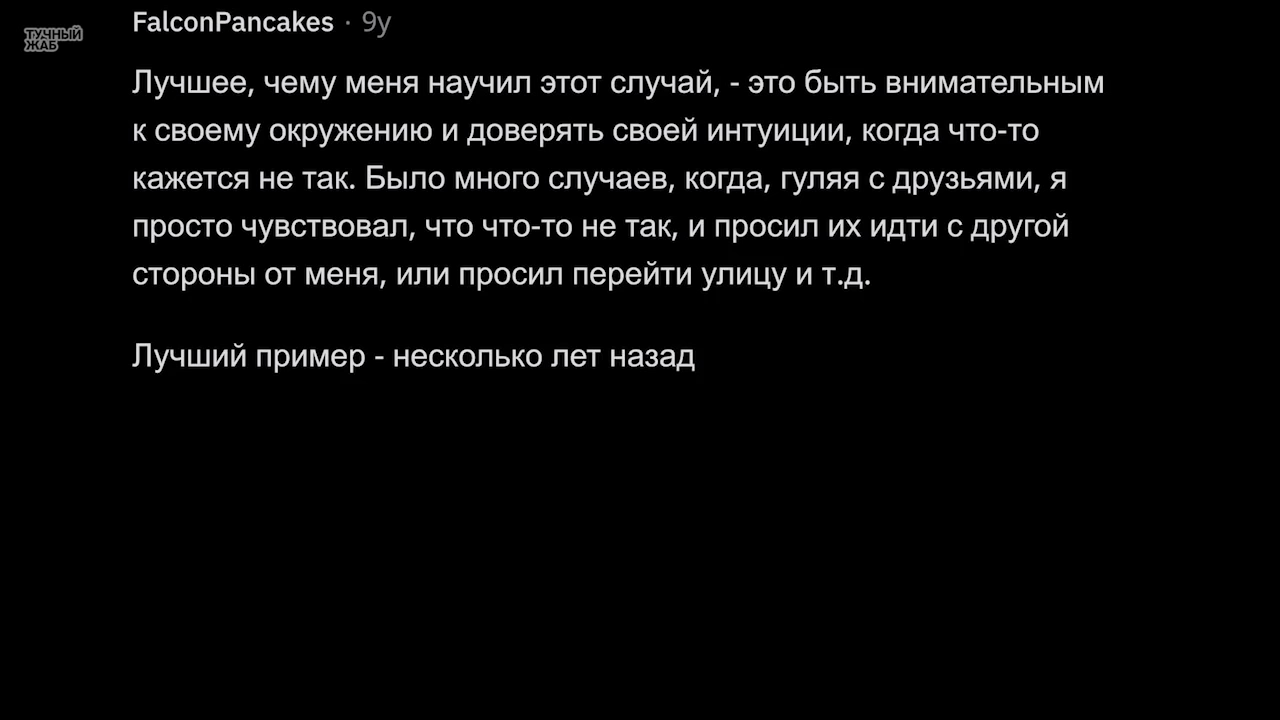 ТУЧНЫЙ
ЖАБ
FalconPancakes · 9y
Лучшее, чему меня научил этот случай, - это быть внимательным
к своему окружению и доверять своей интуиции, когда что-то
кажется не так. Было много случаев, когда, гуляя с друзьями, я
просто чувствовал, что что-то не так, и просил их идти с другой
стороны от меня, или просил перейти улицу и т.д.
Лучший пример - несколько лет назад